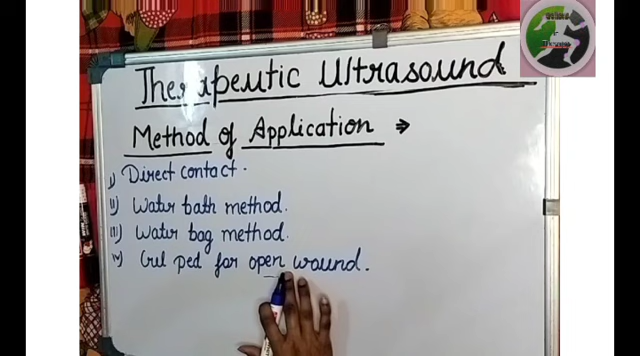 Therapeutic Ultrasound
Method of Application ⇒
i) Direct contact.
ii) Water bath method.
iii) Water bag method.
iv) Gel ped for open wound.